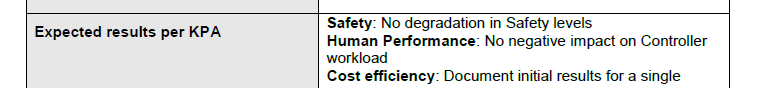 Expected results per KPA
Safety: No degradation in Safety levels
Human Performance: No negative impact on Controller
workload
Cost efficiency: Document initial results for a single